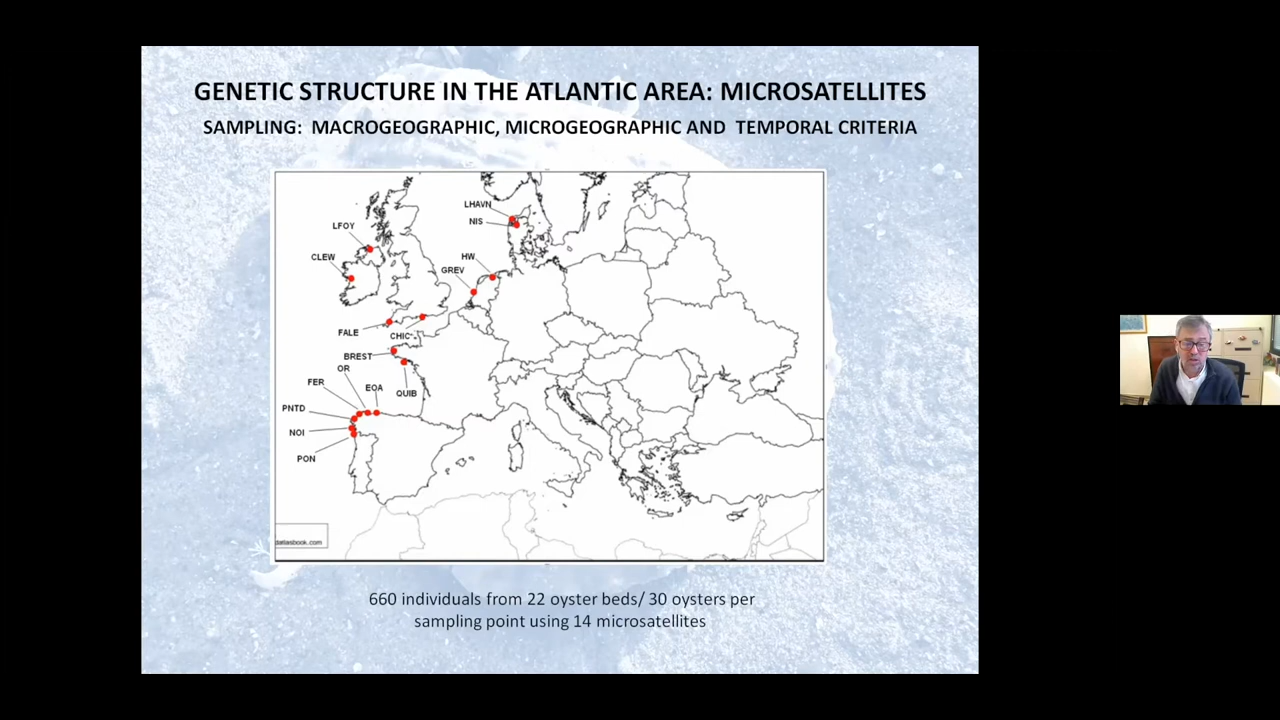 GENETIC STRUCTURE IN THE ATLANTIC AREA: MICROSATELLITES
SAMPLING: MACROGEOGRAPHIC, MICROGEOGRAPHIC AND TEMPORAL CRITERIA
LHAVN
NIS
LFOY
CLEW
HW
GREV
FALE
CHIC
BREST
OR
FER
EOA
QUIB
PNTD
NOI
PON
datlasbook.com
660 individuals from 22 oyster beds/ 30 oysters per
sampling point using 14 microsatellites